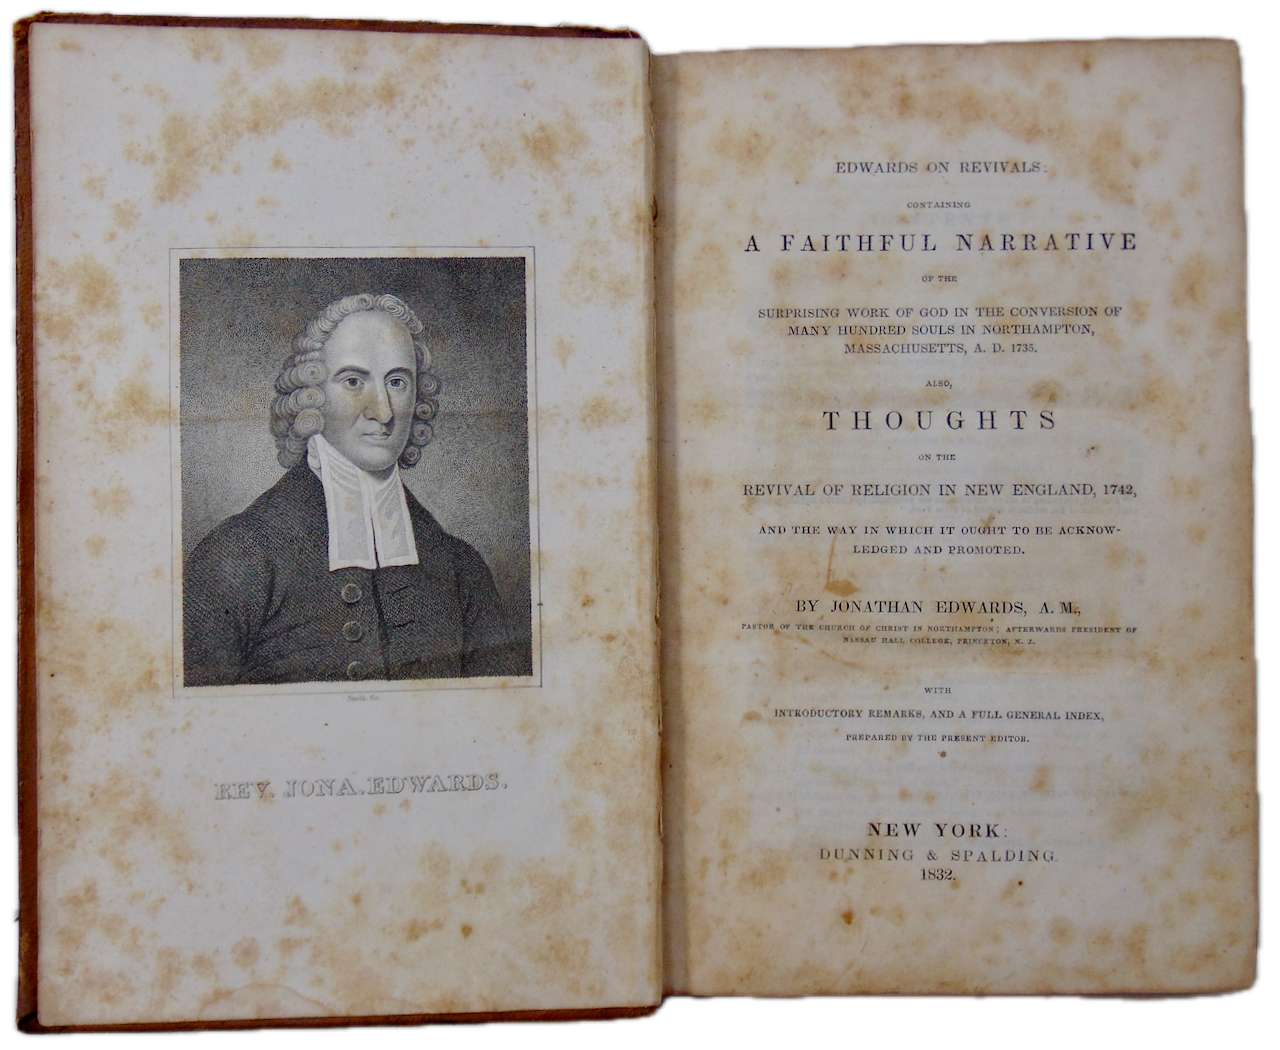 REV. JONA. EDWARDS.
EDWARDS ON REVIVALS:
CONTAINING
A FAITHFUL NARRATIVE
OF THE
SURPRISING WORK OF GOD IN THE CONVERSION OF
MANY HUNDRED SOULS IN NORTHAMPTON,
MASSACHUSETTS, A. D. 1735.
ALSO,
THOUGHTS
ON THE
REVIVAL OF RELIGION IN NEW ENGLAND, 1742,
AND THE WAY IN WHICH IT OUGHT TO BE ACKNOW-
LEDGED AND PROMOTED.
BY JONATHAN EDWARDS, A. M.,
PASTOR OF THE CHURCH OF CHRIST IN NORTHAMPTON; AFTERWARDS PRESIDENT OF
NASSAU HALL COLLEGE, PRINCETON, N. J.
WITH
INTRODUCTORY REMARKS, AND A FULL GENERAL INDEX,
PREPARED BY THE PRESENT EDITOR.
NEW YORK:
DUNNING & SPALDING.
1832.